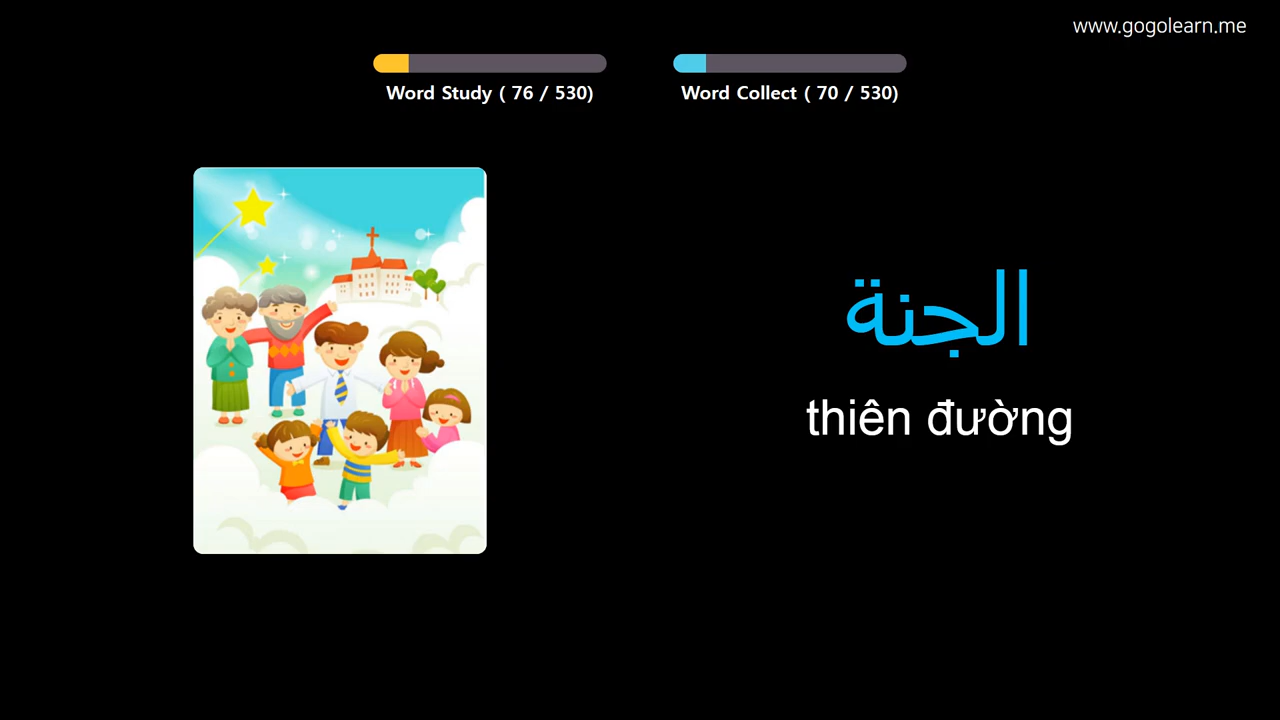 www.gogolearn.me
Word Study ( 76 / 530)
Word Collect ( 70 / 530)
الجنة
thiên đường